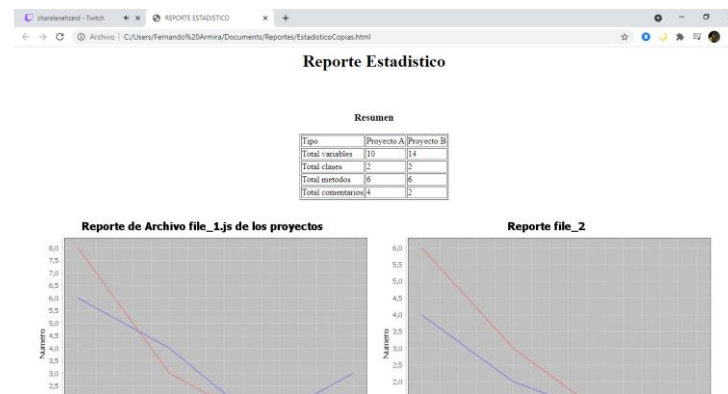 charalanahzard - Twitch
REPORTE ESTADISTICO
Archivo | C:/Users/Fernando%20Armira/Documents/Reportes/EstadisticoCopias.html
Reporte Estadistico
Resumen
Tipo Proyecto A Proyecto B
Total variables 10 14
Total clases 2 2
Total metodos 6 6
Total comentarios 4 2
Reporte de Archivo file_1.js de los proyectos
8,0
7,5
7,0
6,5
6,0
5,5
5,0
4,5
4,0
3,5
3,0
2,5
Numero
Reporte file_2
6,0
5,5
5,0
4,5
4,0
3,5
3,0
2,5
2,0
Numero